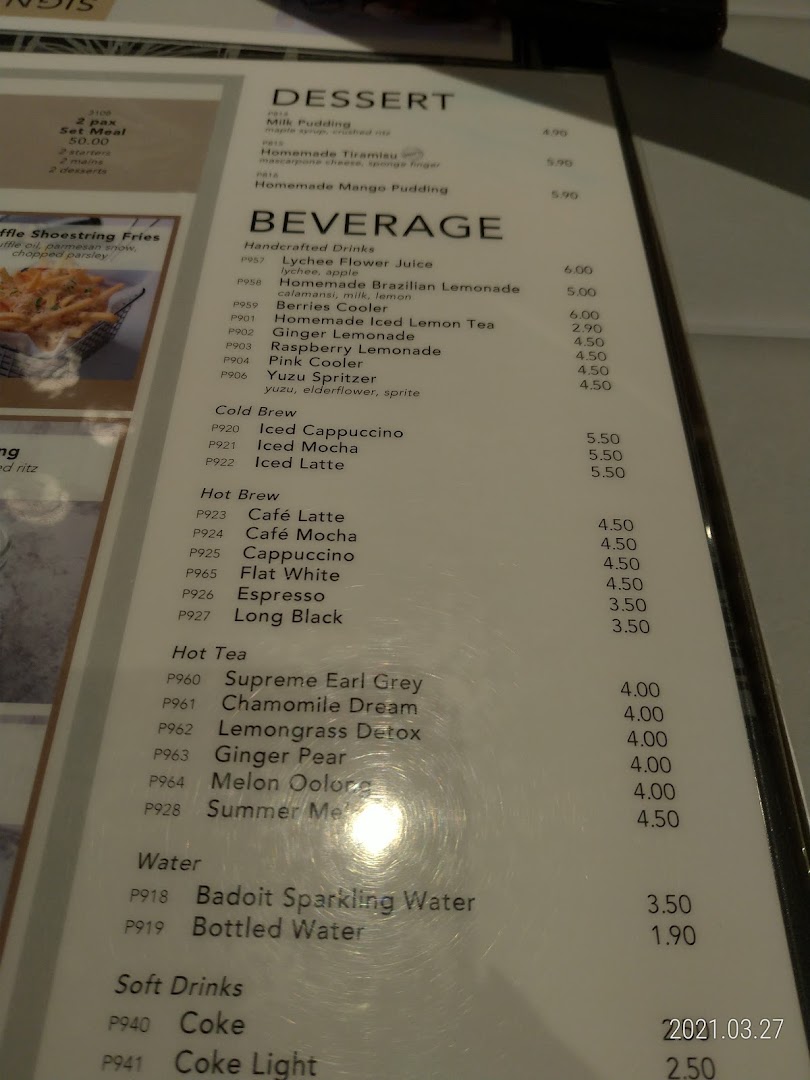 2 pax
Set Meal
50.00
2 starters
2 mains
2 desserts
ffle Shoestring Fries
uffle oil, parmesan snow,
chopped parsley
ng
ed ritz
DESSERT
Milk Pudding 4.90
maple syrup, crushed ritz
P815
Homemade Tiramisu 5.90
mascarpone cheese, sponge finger
P816
Homemade Mango Pudding 5.90
BEVERAGE
Handcrafted Drinks
P957 Lychee Flower Juice 6.00
lychee, apple
P958 Homemade Brazilian Lemonade 5.00
calamansi, milk, lemon
P959 Berries Cooler 6.00
P901 Homemade Iced Lemon Tea 2.90
P902 Ginger Lemonade 4.50
P903 Raspberry Lemonade 4.50
P904 Pink Cooler 4.50
P906 Yuzu Spritzer 4.50
yuzu, elderflower, sprite
Cold Brew
P920 Iced Cappuccino 5.50
P921 Iced Mocha 5.50
P922 Iced Latte 5.50
Hot Brew
P923 Café Latte 4.50
P924 Café Mocha 4.50
P925 Cappuccino 4.50
P965 Flat White 4.50
P926 Espresso 3.50
P927 Long Black 3.50
Hot Tea
P960 Supreme Earl Grey 4.00
P961 Chamomile Dream 4.00
P962 Lemongrass Detox 4.00
P963 Ginger Pear 4.00
P964 Melon Oolong 4.00
P928 Summer 4.50
Water
P918 Badoit Sparkling Water 3.50
P919 Bottled Water 1.90
Soft Drinks
P940 Coke
P941 Coke Light 2.50
2021.03.27